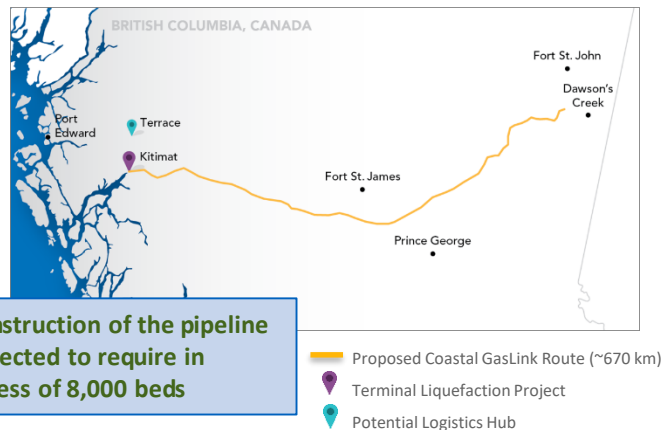 BRITISH COLUMBIA, CANADA
Fort St. John
Dawson's
Creek
Port
Edward
Terrace
Kitimat
Fort St. James
Prince George
nstruction of the pipeline
ected to require in
ess of 8,000 beds
Proposed Coastal GasLink Route (~670 km)
Terminal Liquefaction Project
Potential Logistics Hub